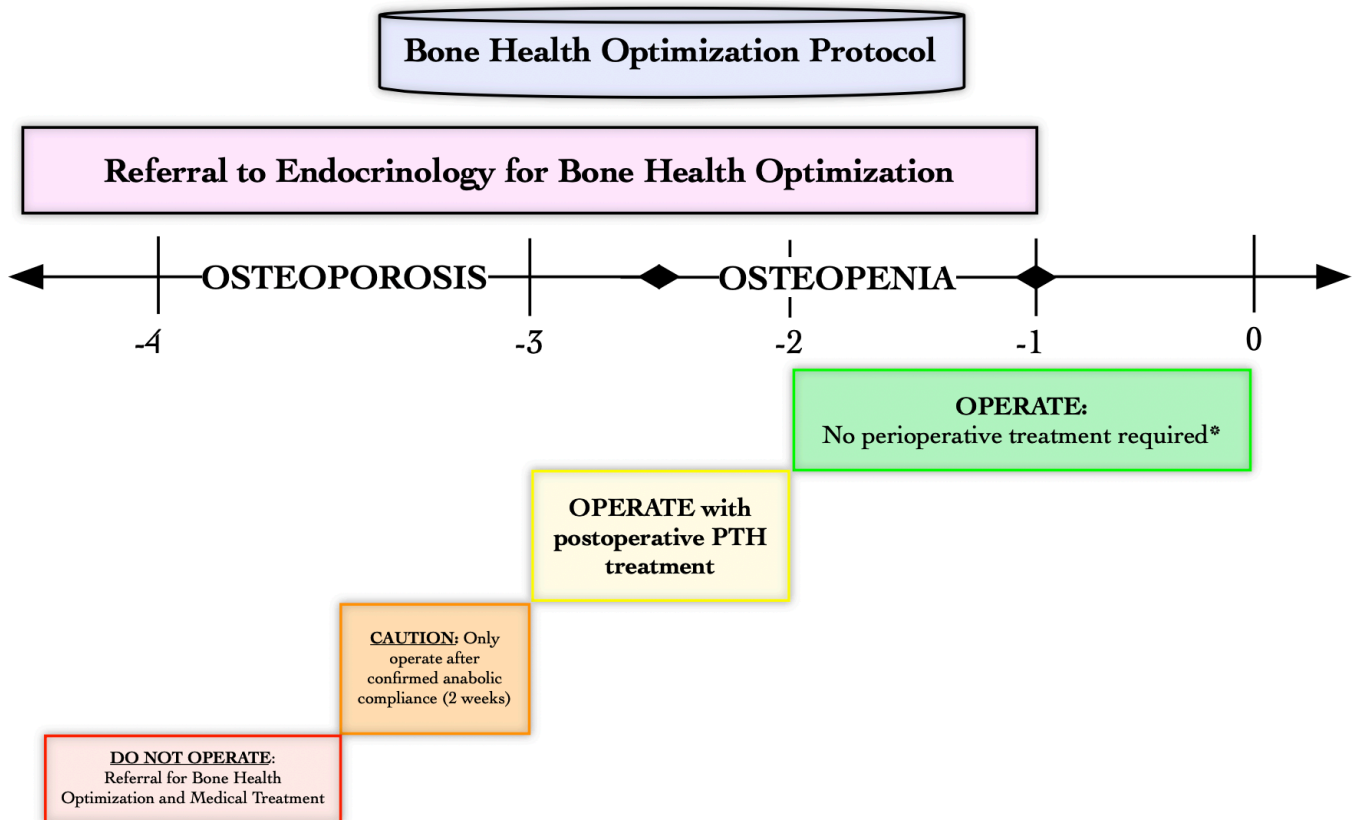 Bone Health Optimization Protocol
Referral to Endocrinology for Bone Health Optimization
OSTEOPOROSIS
OSTEOPENIA
-4
-3
-2
-1
0
OPERATE:
No perioperative treatment required*
OPERATE with
postoperative PTH
treatment
CAUTION: Only
operate after
confirmed anabolic
compliance (2 weeks)
DO NOT OPERATE:
Referral for Bone Health
Optimization and Medical Treatment